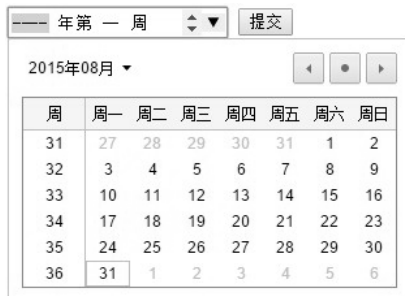 ---- 年第 一 周 提交
2015年08月
周 周一 周二 周三 周四 周五 周六 周日
31 27 28 29 30 31 1 2
32 3 4 5 6 7 8 9
33 10 11 12 13 14 15 16
34 17 18 19 20 21 22 23
35 24 25 26 27 28 29 30
36 31 1 2 3 4 5 6